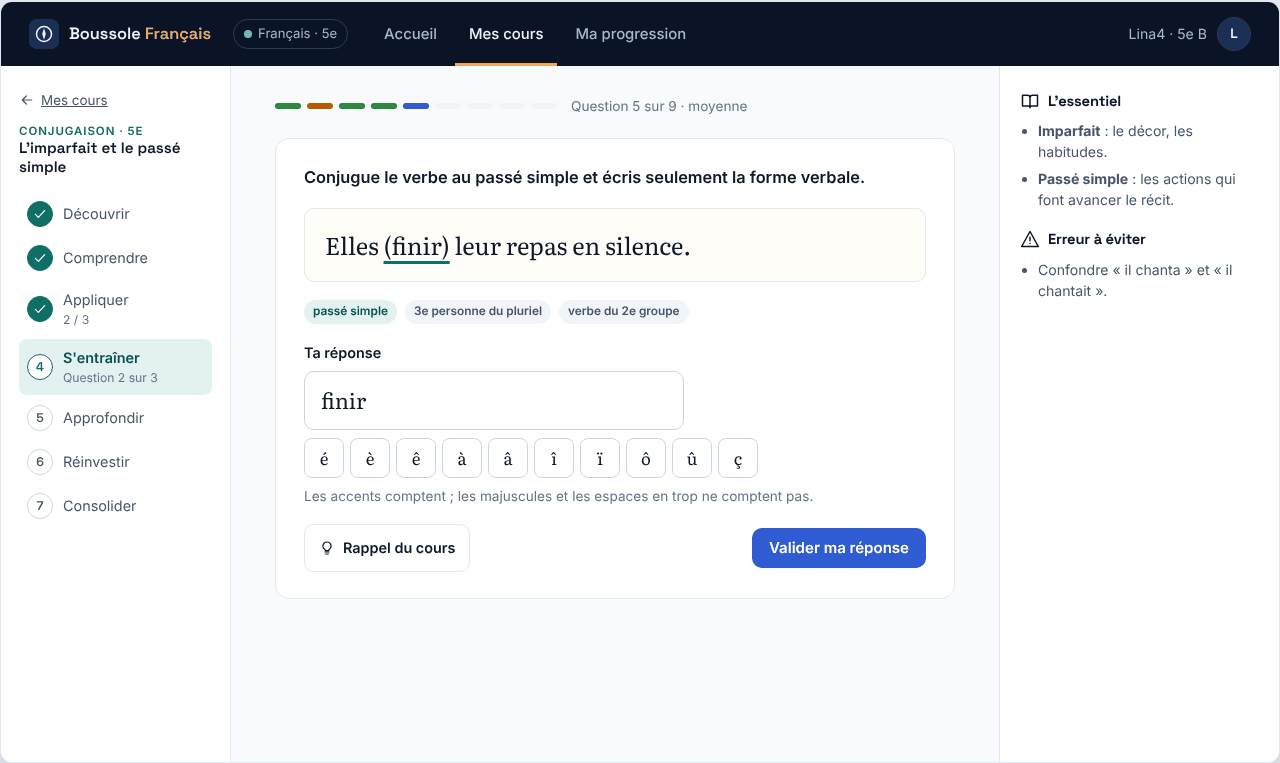 Boussole Français
Français · 5e
Accueil
Mes cours
Ma progression
Lina4 · 5e B
L
Mes cours
CONJUGAISON · 5E
L'imparfait et le passé
simple
Découvrir
Comprendre
Appliquer
2 / 3
4
S'entraîner
Question 2 sur 3
5
Approfondir
6
Réinvestir
7
Consolider
Question 5 sur 9 · moyenne
Conjugue le verbe au passé simple et écris seulement la forme verbale.
Elles (finir) leur repas en silence.
passé simple
3e personne du pluriel
verbe du 2e groupe
Ta réponse
finir
é è ê à â î ï ô û ç
Les accents comptent ; les majuscules et les espaces en trop ne comptent pas.
Rappel du cours
Valider ma réponse
L'essentiel
Imparfait : le décor, les
habitudes.
Passé simple : les actions qui
font avancer le récit.
Erreur à éviter
Confondre « il chanta » et « il
chantait ».